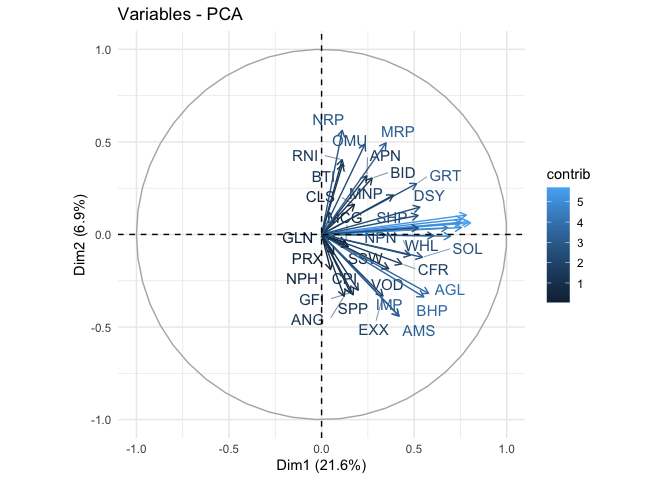 Variables - PCA
1.0
0.5
0.0
-0.5
-1.0
Dim2 (6.9%)
NRP
OMU
MRP
RNI
APN
BTI
BID
GRT
CLS
MNP
DSY
MCG
SHP
GLN
NPN
WHL
SOL
PRX
SSW
CFR
NPH
CPI
VOD
AGL
GFI
SPP
IMP
BHP
ANG
EXX
AMS
-1.0
-0.5
0.0
0.5
1.0
Dim1 (21.6%)
contrib
5
4
3
2
1